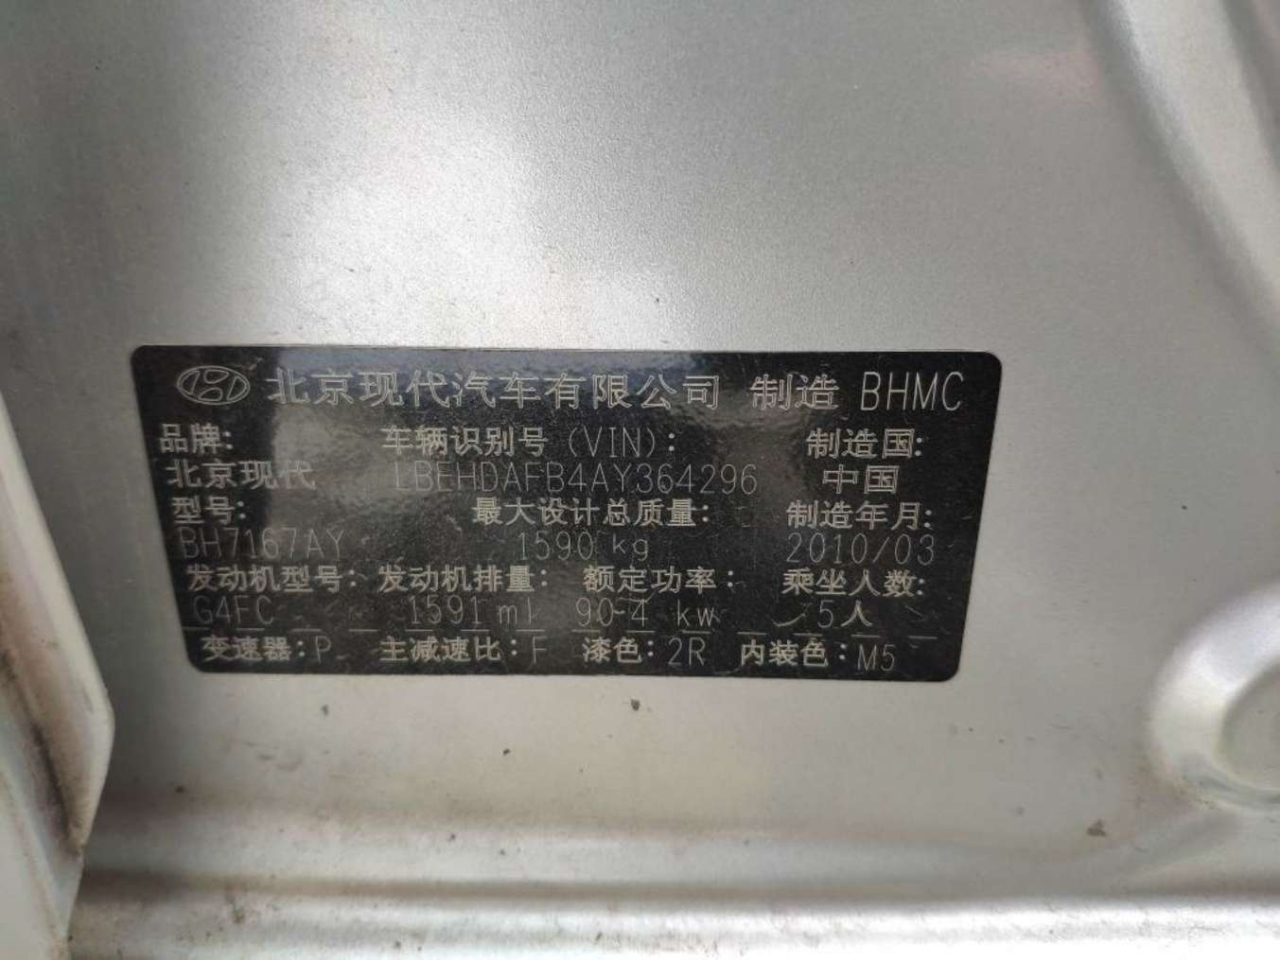 北京现代汽车有限公司 制造 BHMC
品牌: 车辆识别号(VIN): 制造国:
北京现代 LBEHDAFB4AY364296 中国
型号: 最大设计总质量: 制造年月:
BH7167AY 1590 kg 2010/03
发动机型号: 发动机排量: 额定功率: 乘坐人数:
G4FC 1591 ml 90.4 kw 5人
变速器: P 主减速比: F 漆色: 2R 内装色: M5